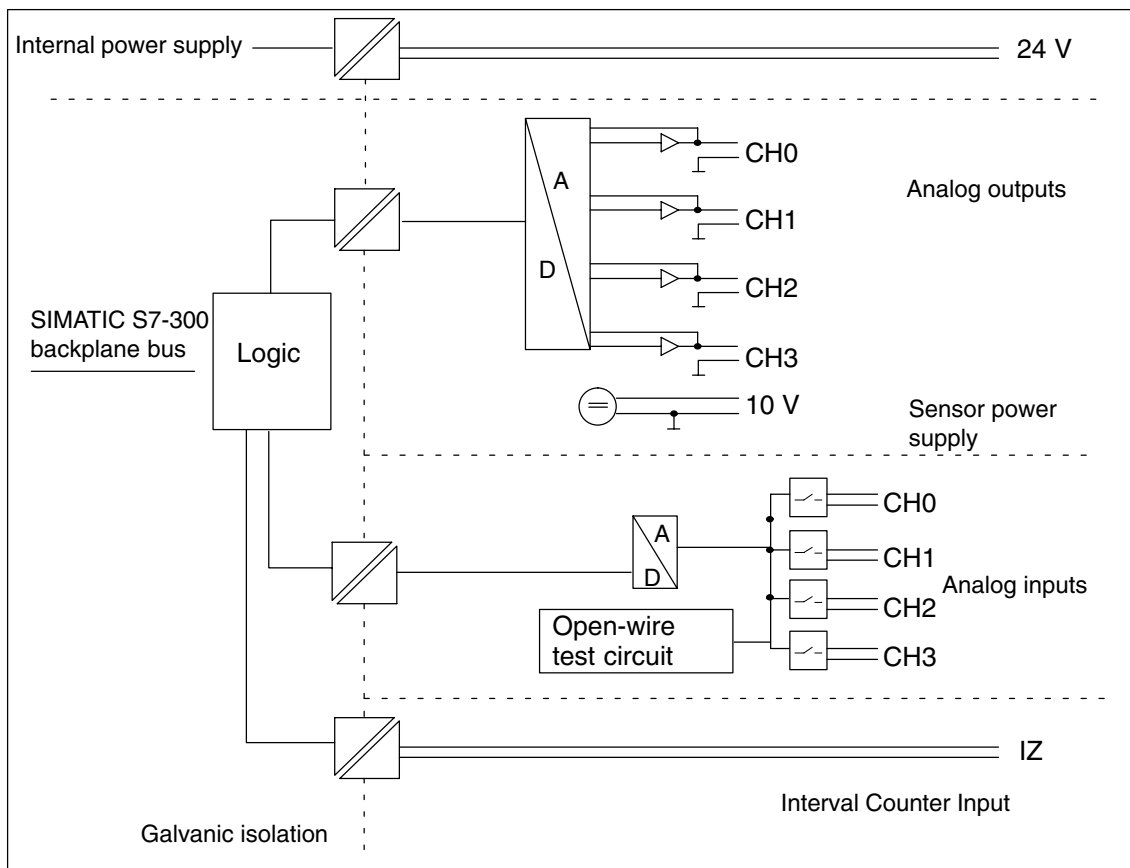 Internal power supply
24 V
A
D
CH0
CH1
CH2
CH3
Analog outputs
SIMATIC S7-300
backplane bus
Logic
10 V
Sensor power
supply
A
D
CH0
CH1
CH2
CH3
Analog inputs
Open-wire
test circuit
IZ
Interval Counter Input
Galvanic isolation